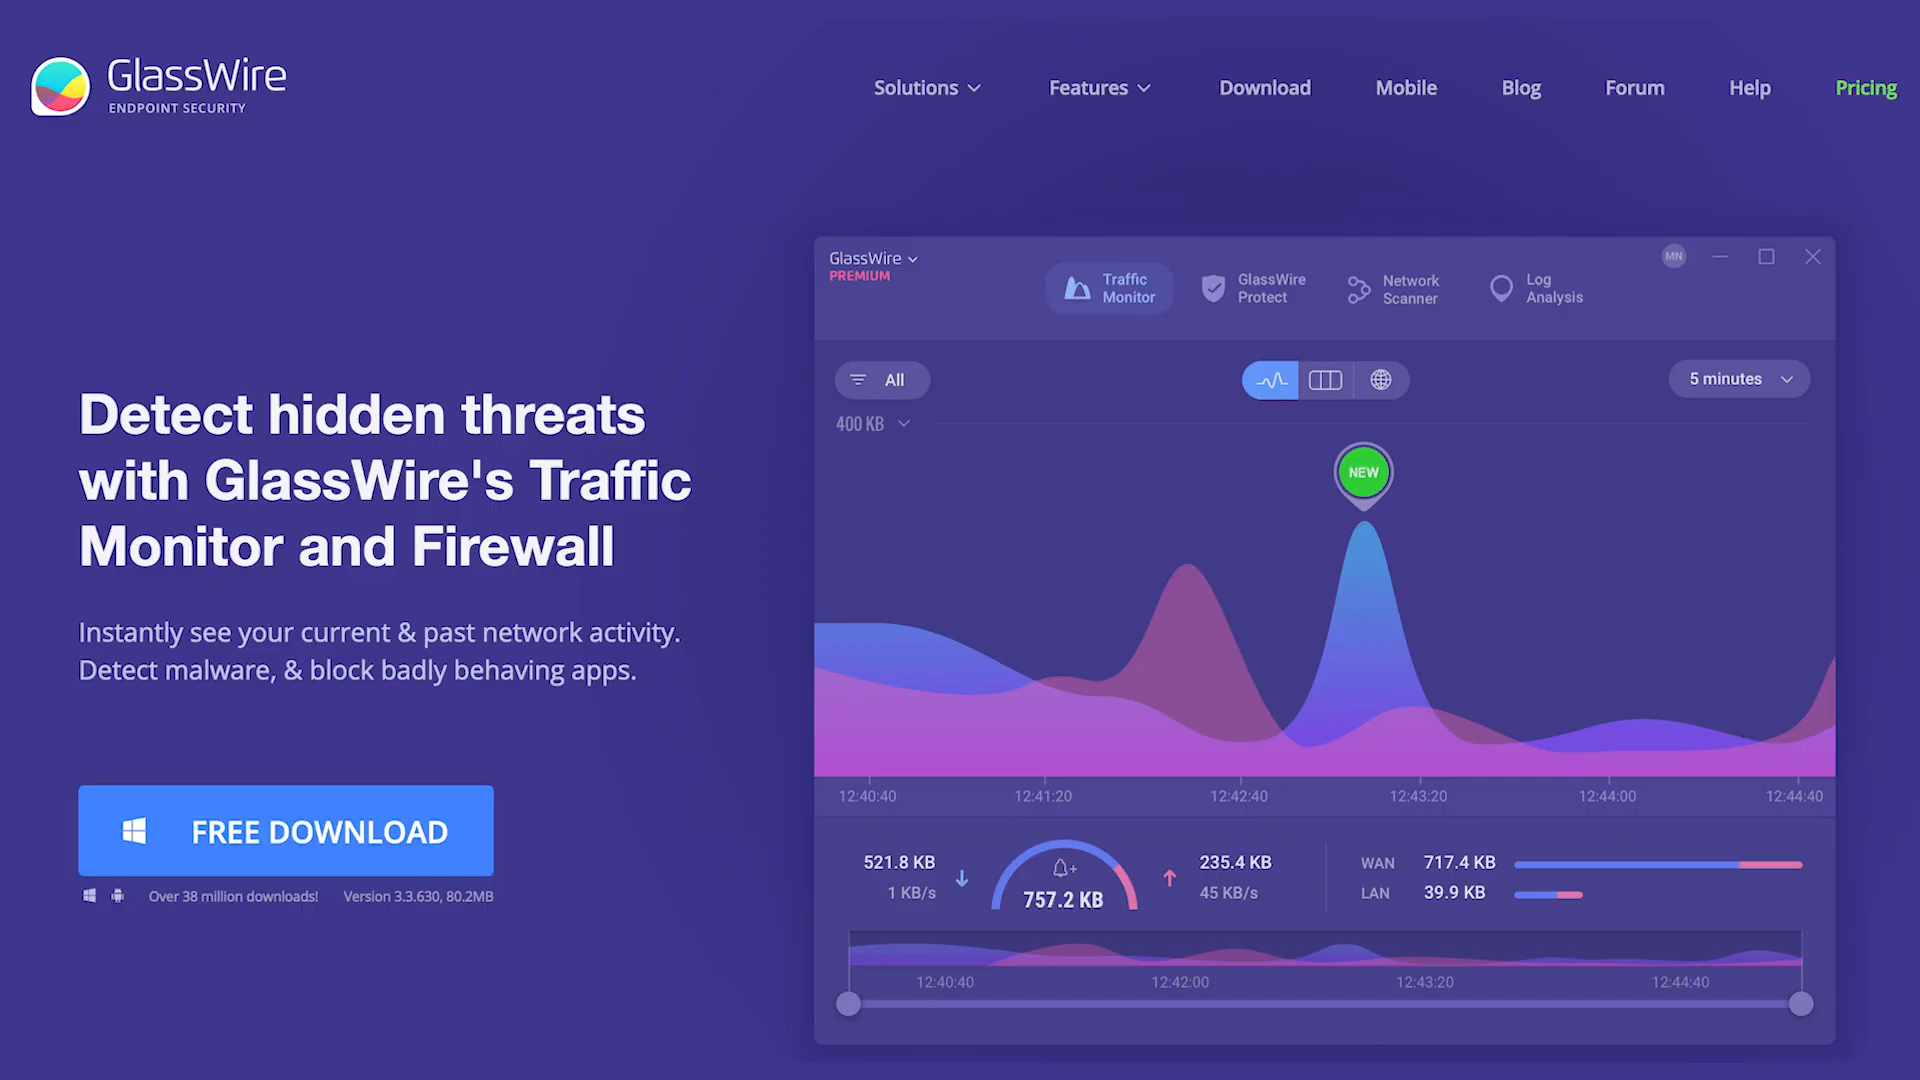 GlassWire
ENDPOINT SECURITY
Solutions
Features
Download
Mobile
Blog
Forum
Help
Pricing
Detect hidden threats
with GlassWire's Traffic
Monitor and Firewall
Instantly see your current & past network activity.
Detect malware, & block badly behaving apps.
FREE DOWNLOAD
Over 38 million downloads! Version 3.3.630, 80.2MB
GlassWire
PREMIUM
Traffic
Monitor
GlassWire
Protect
Network
Scanner
Log
Analysis
MN
All
5 minutes
400 KB
NEW
12:40:40 12:41:20 12:42:40 12:43:20 12:44:00 12:44:40
521.8 KB
1 KB/s
757.2 KB
235.4 KB
45 KB/s
WAN 717.4 KB
LAN 39.9 KB
12:40:40 12:42:00 12:43:20 12:44:40